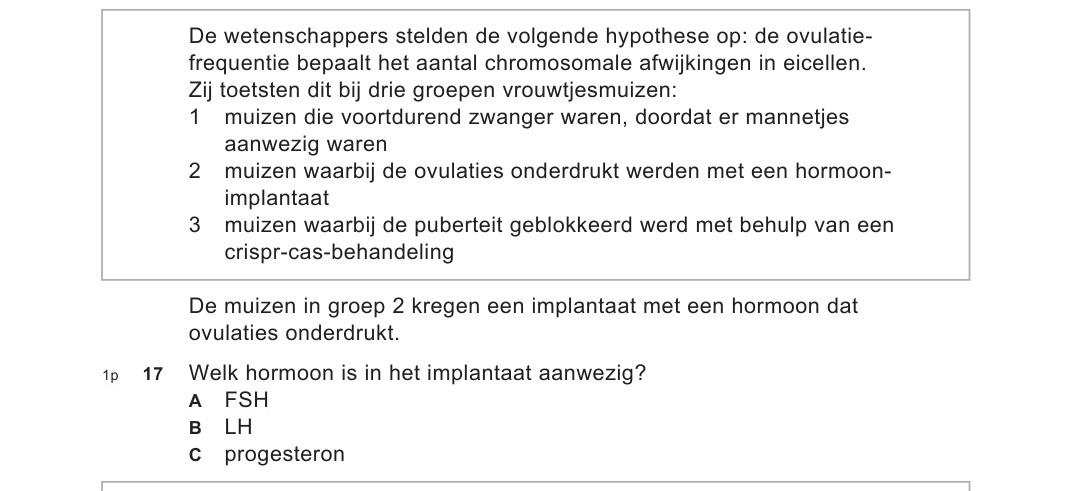 De wetenschappers stelden de volgende hypothese op: de ovulatie-
frequentie bepaalt het aantal chromosomale afwijkingen in eicellen.
Zij toetsten dit bij drie groepen vrouwtjesmuizen:
1 muizen die voortdurend zwanger waren, doordat er mannetjes
aanwezig waren
2 muizen waarbij de ovulaties onderdrukt werden met een hormoon-
implantaat
3 muizen waarbij de puberteit geblokkeerd werd met behulp van een
crispr-cas-behandeling
De muizen in groep 2 kregen een implantaat met een hormoon dat
ovulaties onderdrukt.
1p 17 Welk hormoon is in het implantaat aanwezig?
A FSH
B LH
C progesteron